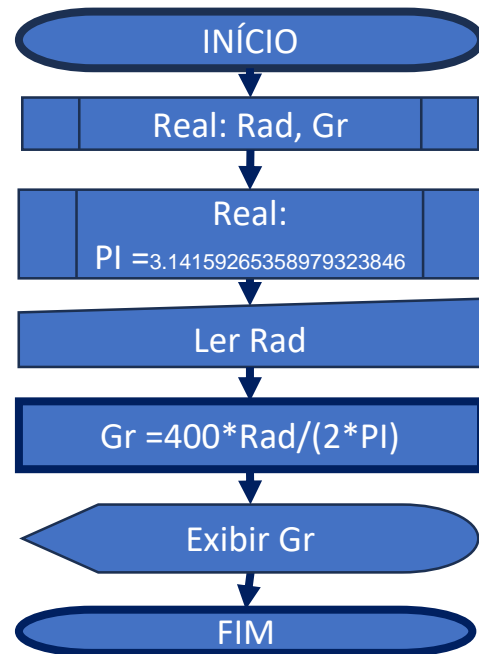 INÍCIO
Real: Rad, Gr
Real:
PI =3.14159265358979323846
Ler Rad
Gr =400*Rad/(2*PI)
Exibir Gr
FIM